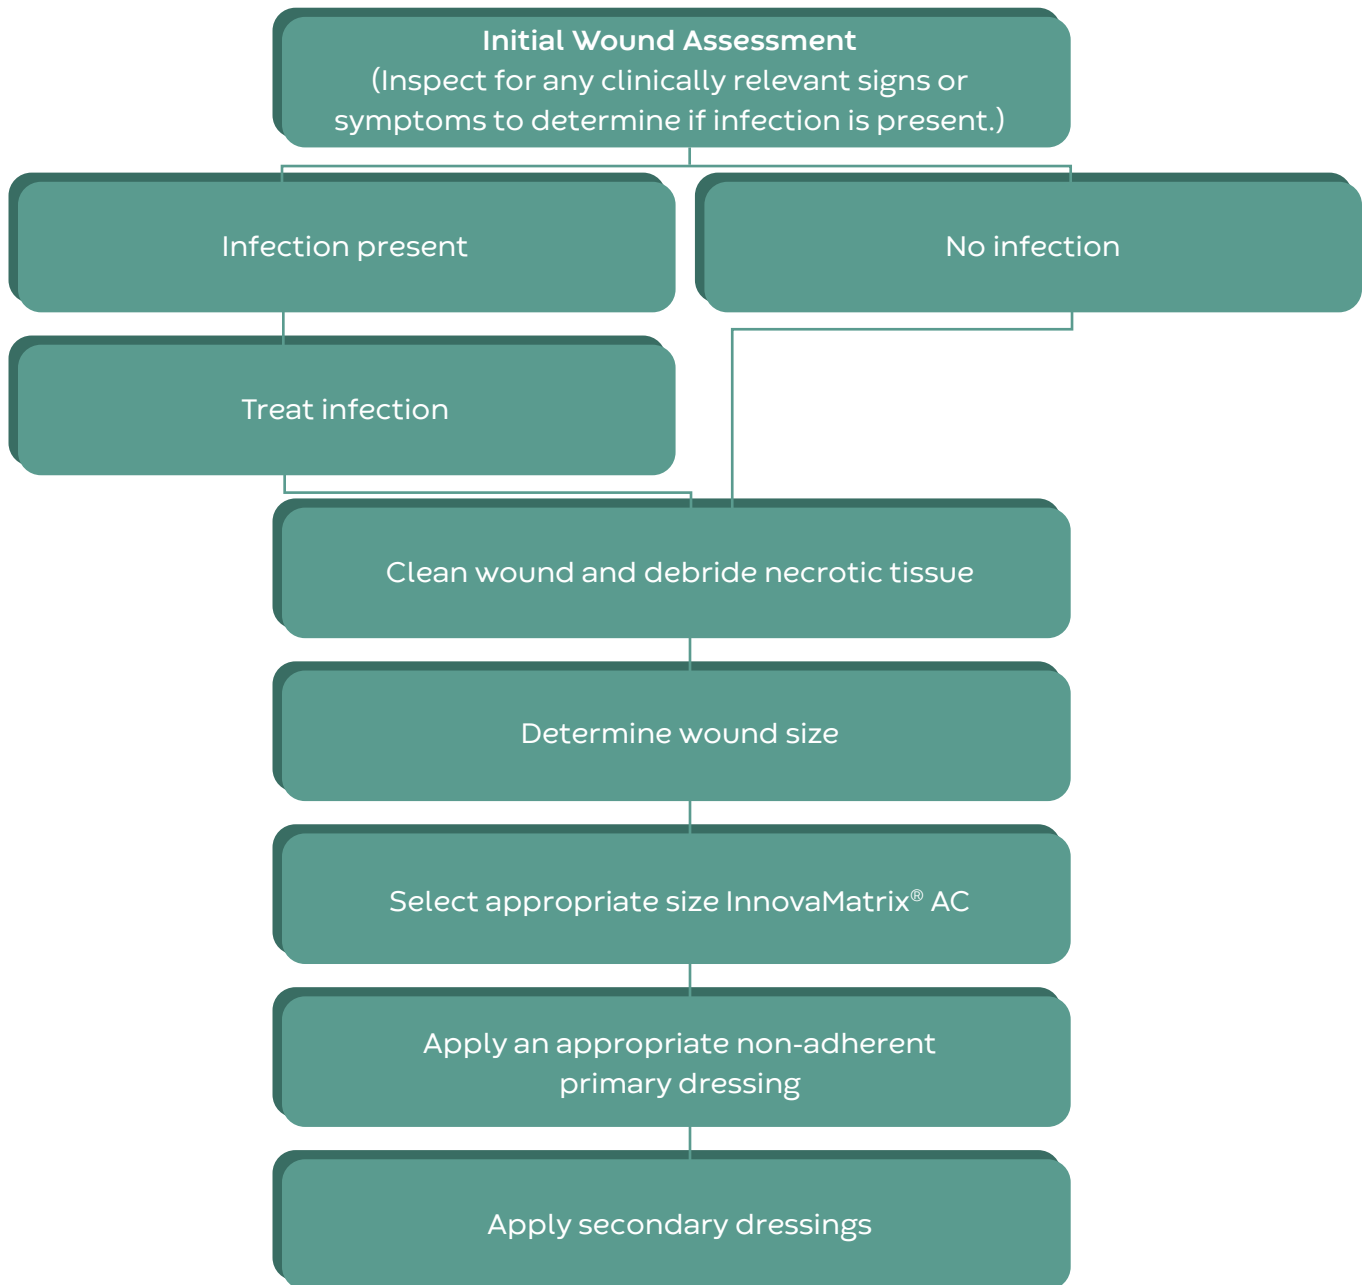 Initial Wound Assessment
(Inspect for any clinically relevant signs or
symptoms to determine if infection is present.)
Infection present
No infection
Treat infection
Clean wound and debride necrotic tissue
Determine wound size
Select appropriate size InnovaMatrix® AC
Apply an appropriate non-adherent
primary dressing
Apply secondary dressings